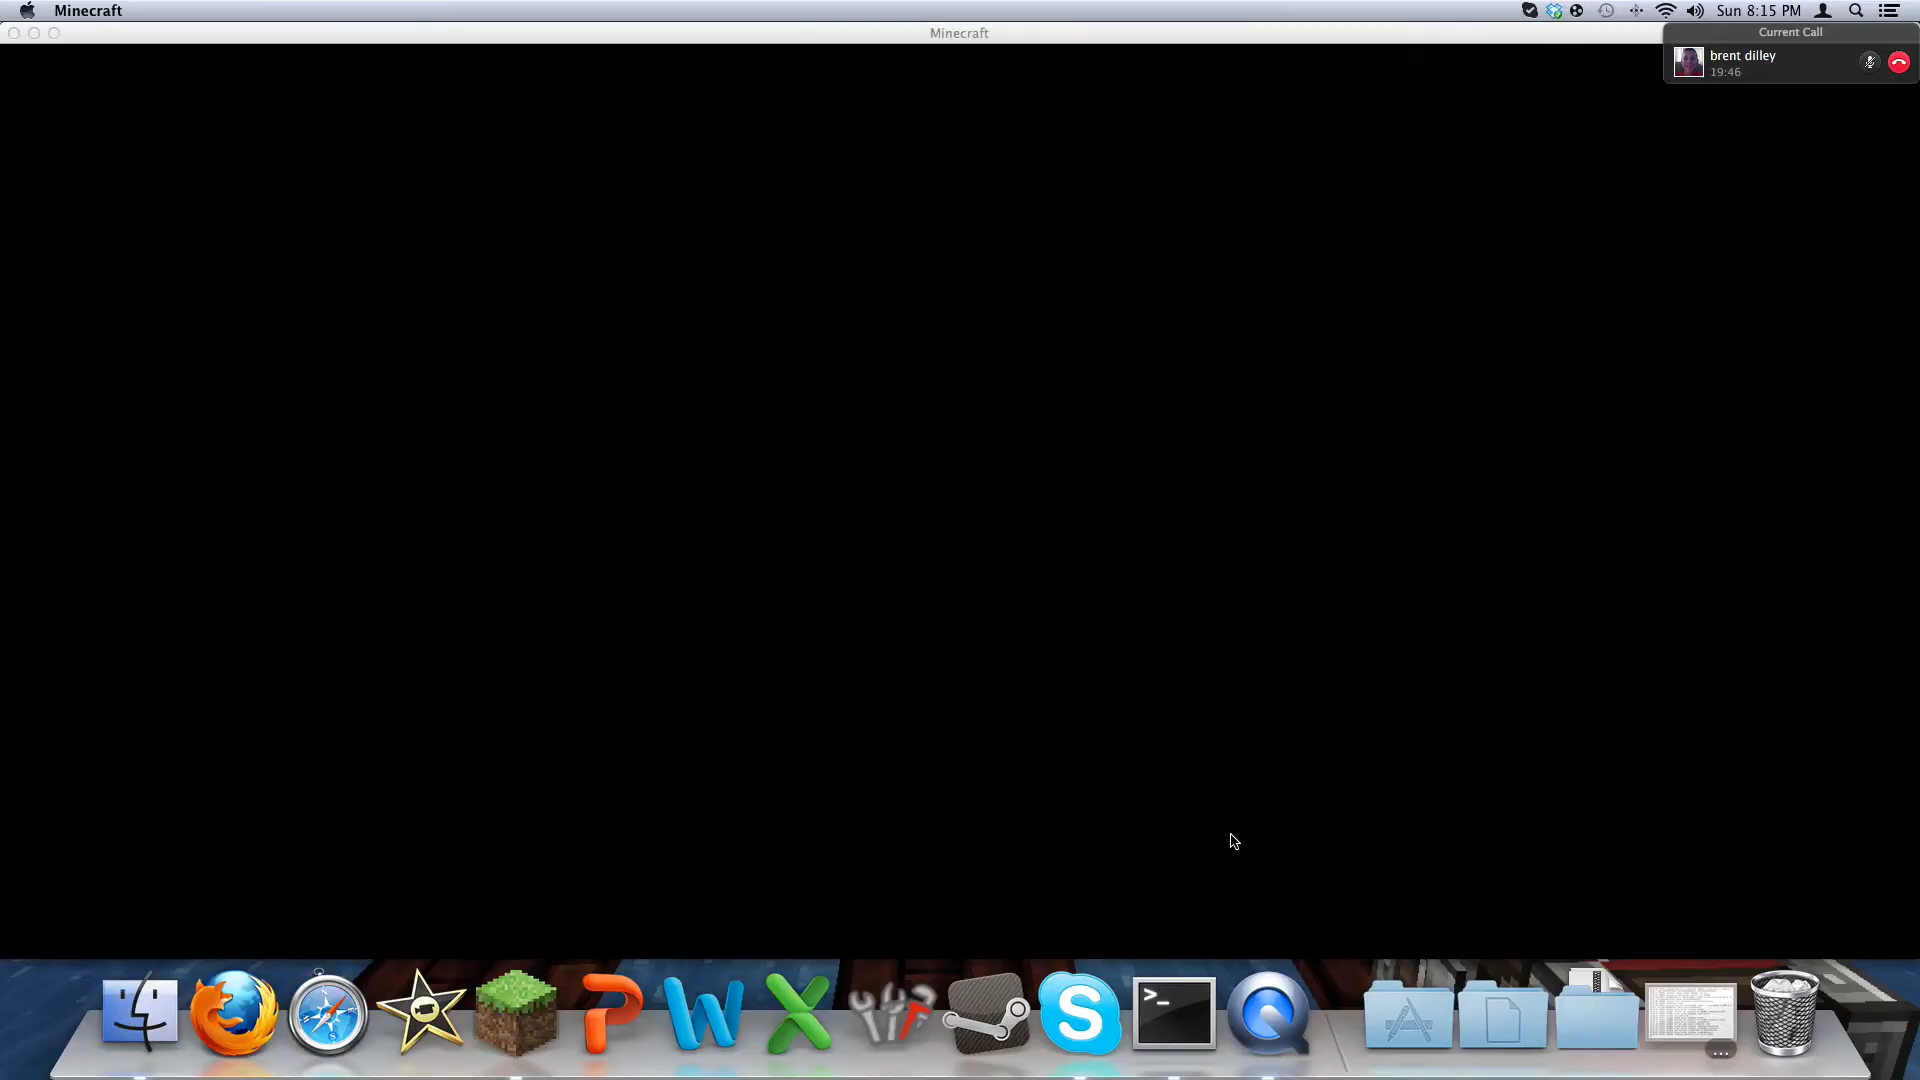 Minecraft
Sun 8:15 PM
Minecraft
Current Call
brent dilley
19:46
>_